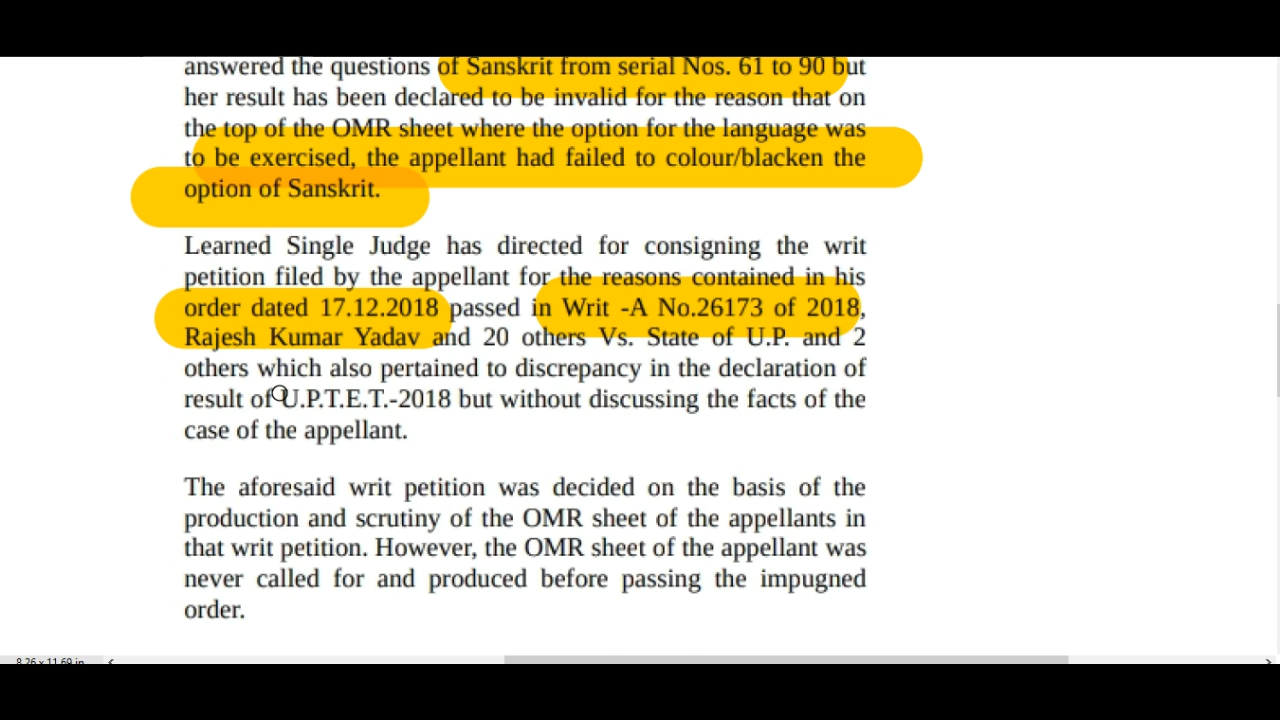 answered the questions of Sanskrit from serial Nos. 61 to 90 but
her result has been declared to be invalid for the reason that on
the top of the OMR sheet where the option for the language was
to be exercised, the appellant had failed to colour/blacken the
option of Sanskrit.
Learned Single Judge has directed for consigning the writ
petition filed by the appellant for the reasons contained in his
order dated 17.12.2018 passed in Writ -A No.26173 of 2018,
Rajesh Kumar Yadav and 20 others Vs. State of U.P. and 2
others which also pertained to discrepancy in the declaration of
result of U.P.T.E.T.-2018 but without discussing the facts of the
case of the appellant.
The aforesaid writ petition was decided on the basis of the
production and scrutiny of the OMR sheet of the appellants in
that writ petition. However, the OMR sheet of the appellant was
never called for and produced before passing the impugned
order.
8.26 x 11.69 in